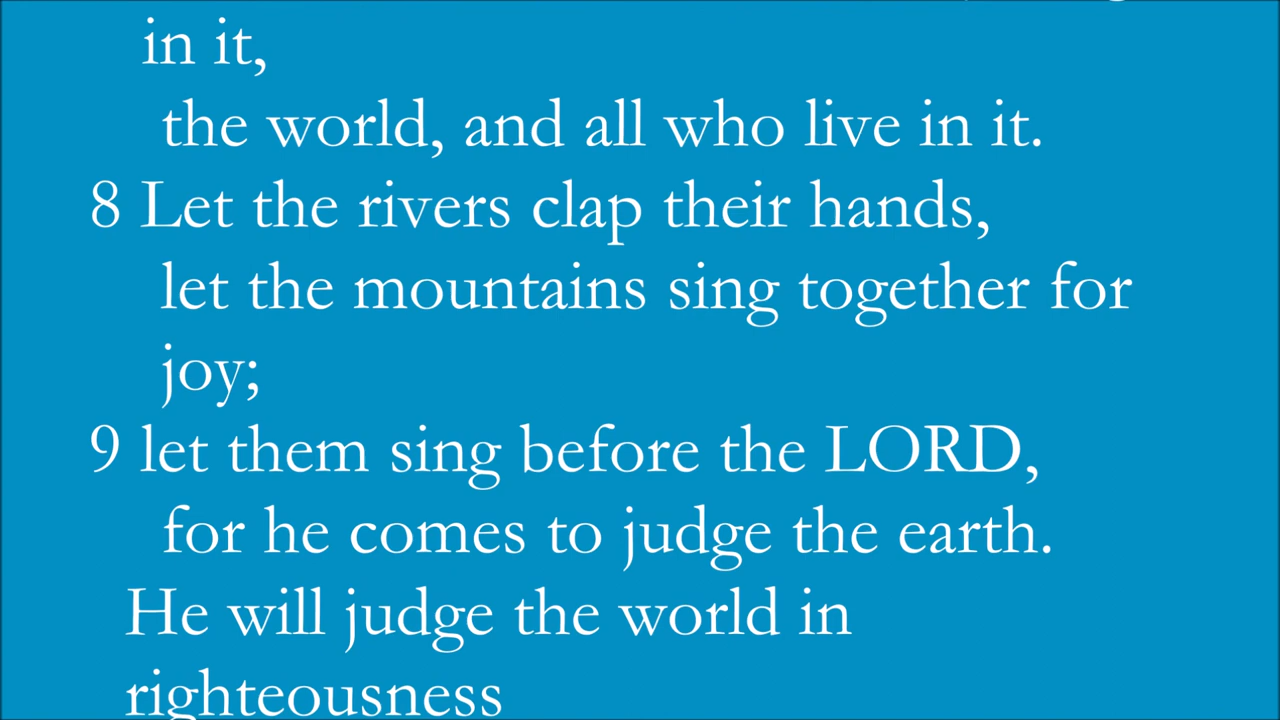 in it,
the world, and all who live in it.
8 Let the rivers clap their hands,
let the mountains sing together for
joy;
9 let them sing before the LORD,
for he comes to judge the earth.
He will judge the world in
righteousness